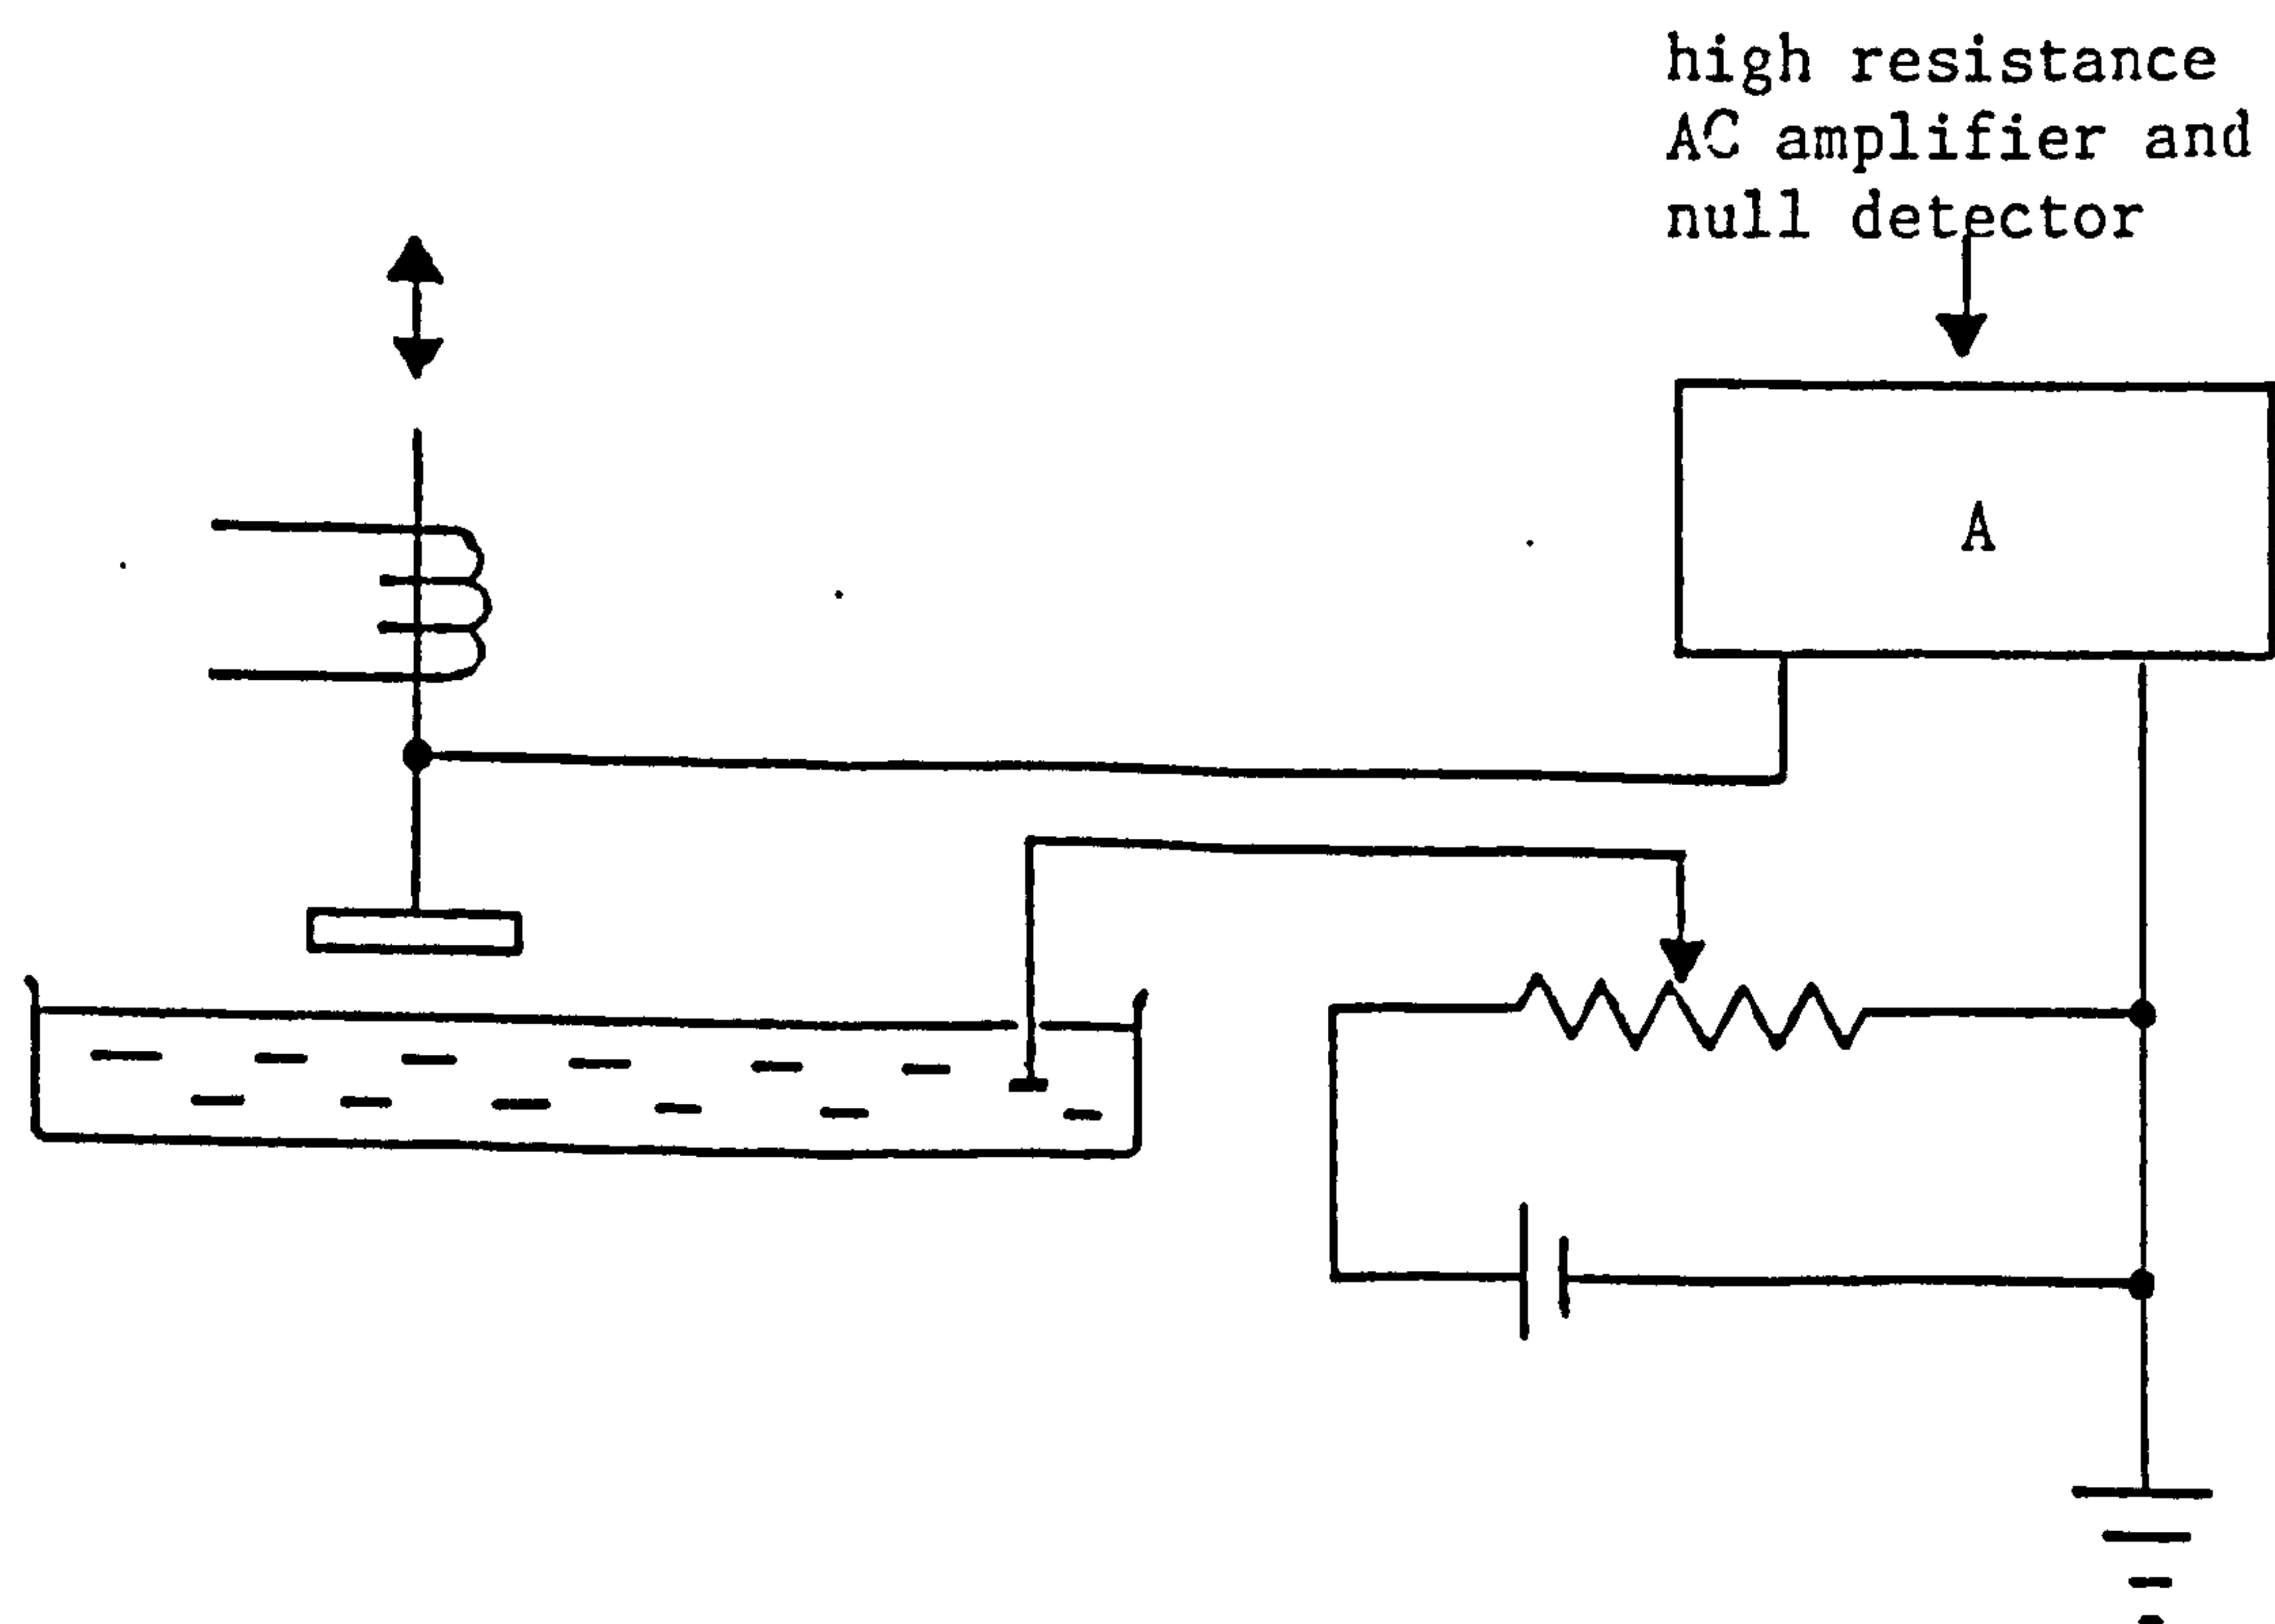 high resistance
AC amplifier and
null detector
A